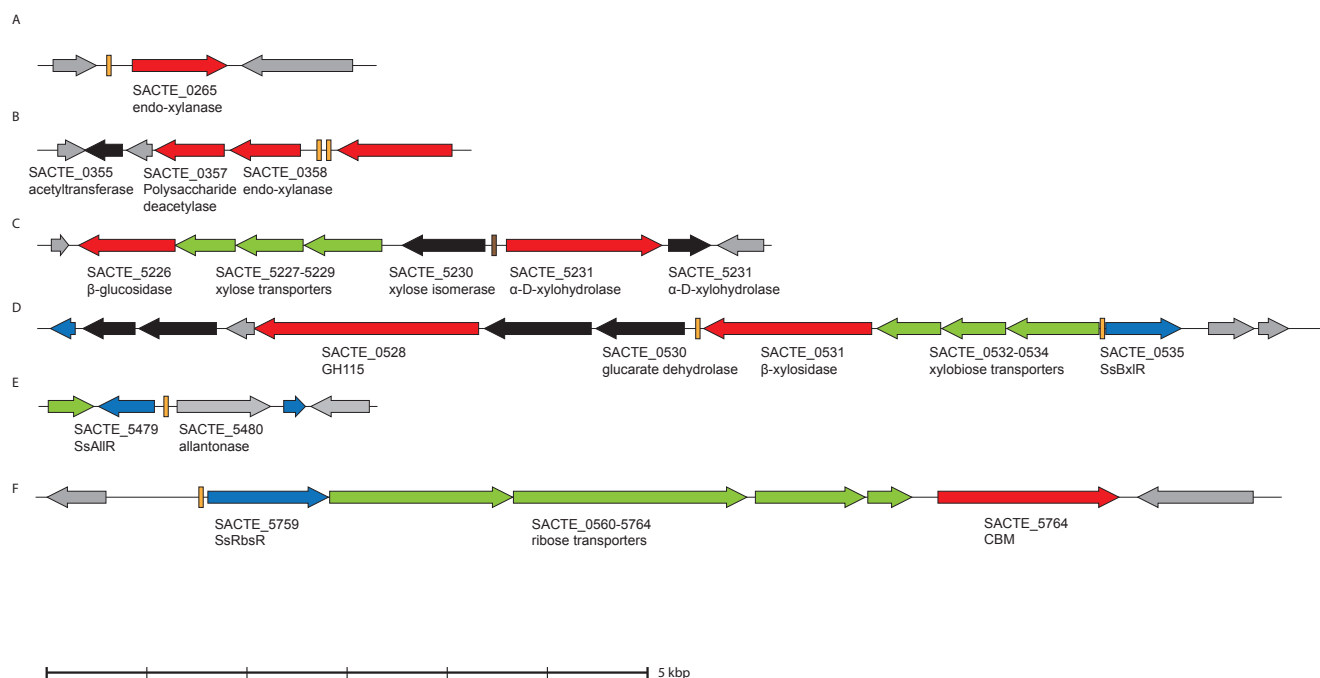 A
SACTE_0265
endo-xylanase
B
SACTE_0355 SACTE_0357 SACTE_0358
acetyltransferase Polysaccharide endo-xylanase
deacetylase
C
SACTE_5226 SACTE_5227-5229 SACTE_5230 SACTE_5231 SACTE_5231
β-glucosidase xylose transporters xylose isomerase α-D-xylohydrolase α-D-xylohydrolase
D
SACTE_0528 SACTE_0530 SACTE_0531 SACTE_0532-0534 SACTE_0535
GH115 glucarate dehydrolase β-xylosidase xylobiose transporters SsBxlR
E
SACTE_5479 SACTE_5480
SsAllR allantonase
F
SACTE_5759 SACTE_0560-5764 SACTE_5764
SsRbsR ribose transporters CBM
5 kbp